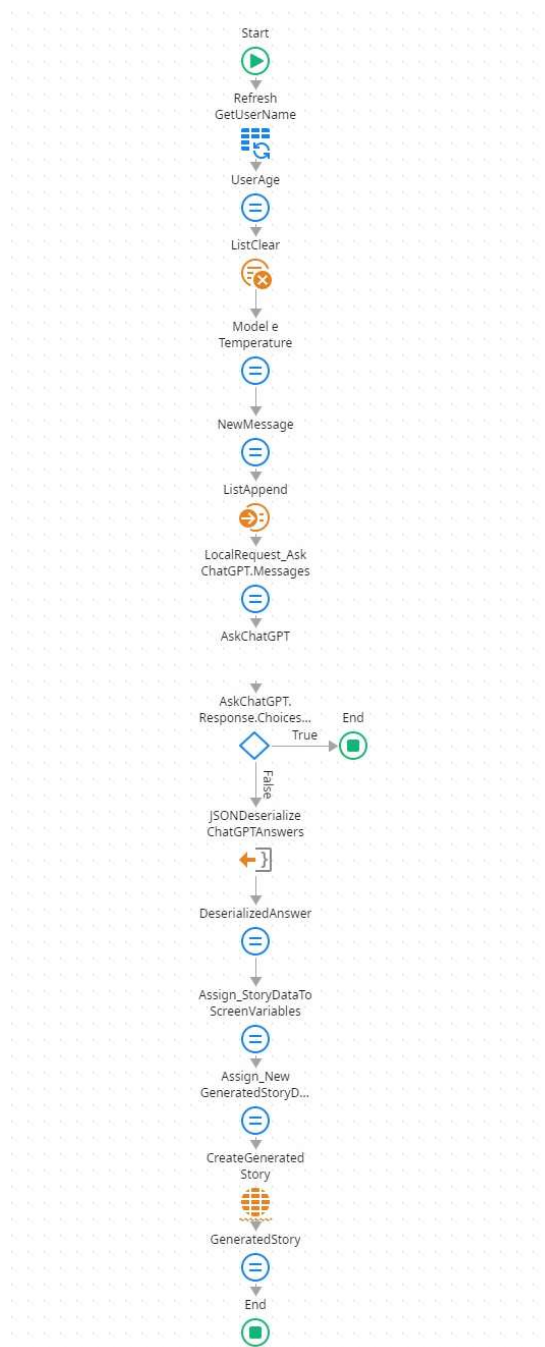 Start
Refresh
GetUserName
UserAge
ListClear
Model e
Temperature
NewMessage
ListAppend
LocalRequest_Ask
ChatGPT.Messages
AskChatGPT
AskChatGPT.
Response.Choices...
End
True
False
JSONDeserialize
ChatGPTAnswers
DeserializedAnswer
Assign_StoryDataTo
ScreenVariables
Assign_New
GeneratedStoryD...
CreateGenerated
Story
GeneratedStory
End